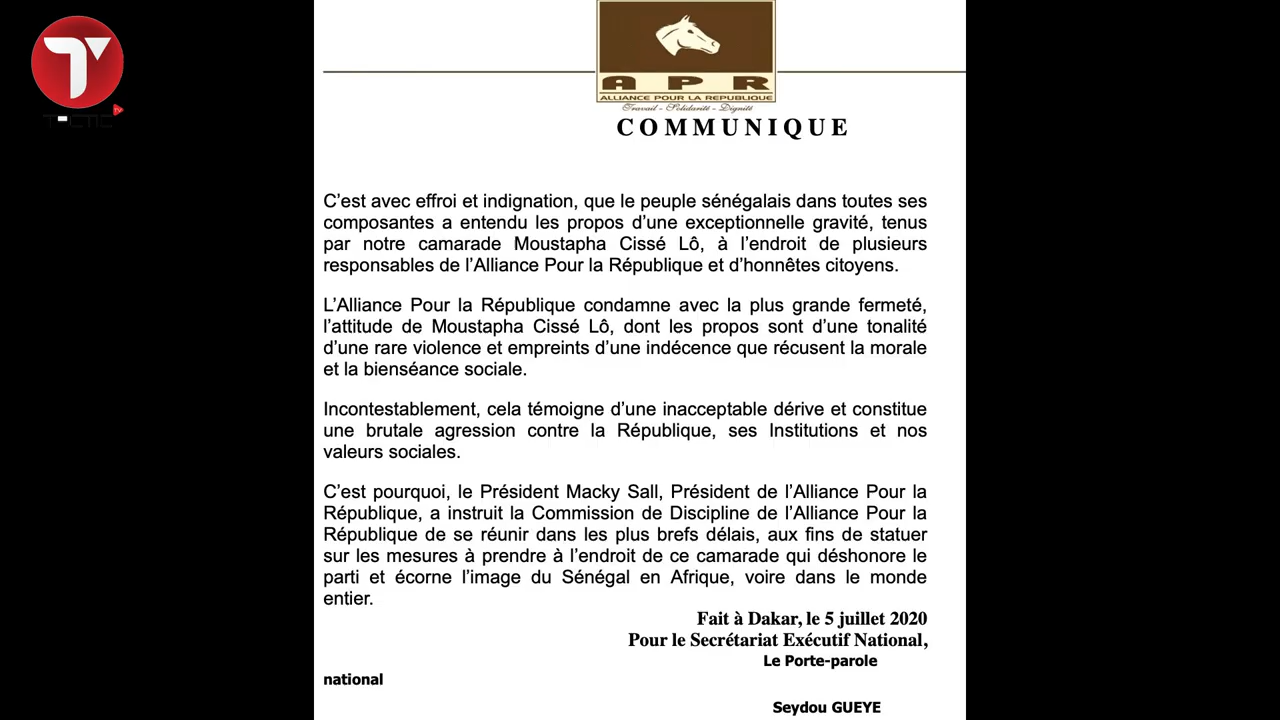 APR
ALLIANCE POUR LA REPUBLIQUE
Travail - Solidarité - Dignité
COMMUNIQUE
C’est avec effroi et indignation, que le peuple sénégalais dans toutes ses
composantes a entendu les propos d’une exceptionnelle gravité, tenus
par notre camarade Moustapha Cissé Lô, à l’endroit de plusieurs
responsables de l’Alliance Pour la République et d’honnêtes citoyens.
L’Alliance Pour la République condamne avec la plus grande fermeté,
l’attitude de Moustapha Cissé Lô, dont les propos sont d’une tonalité
d’une rare violence et empreints d’une indécence que récusent la morale
et la bienséance sociale.
Incontestablement, cela témoigne d’une inacceptable dérive et constitue
une brutale agression contre la République, ses Institutions et nos
valeurs sociales.
C’est pourquoi, le Président Macky Sall, Président de l’Alliance Pour la
République, a instruit la Commission de Discipline de l’Alliance Pour la
République de se réunir dans les plus brefs délais, aux fins de statuer
sur les mesures à prendre à l’endroit de ce camarade qui déshonore le
parti et écorne l’image du Sénégal en Afrique, voire dans le monde
entier.
Fait à Dakar, le 5 juillet 2020
Pour le Secrétariat Exécutif National,
Le Porte-parole
national
Seydou GUEYE